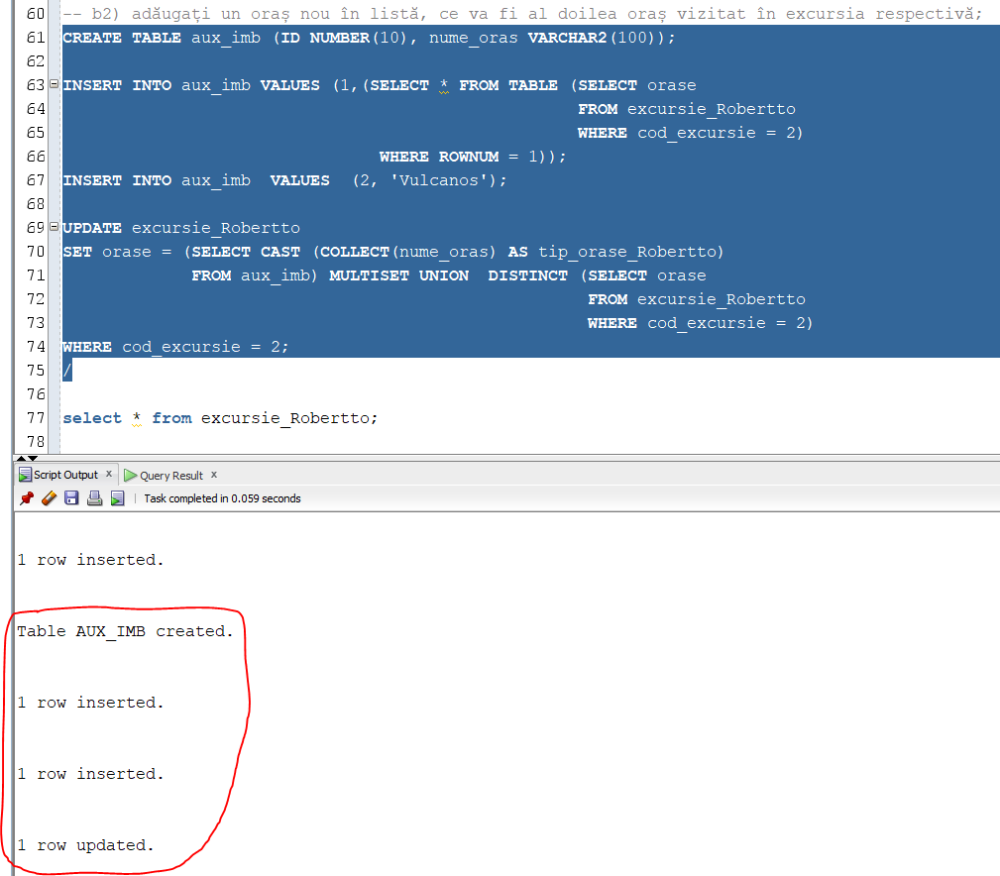 60 -- b2) adăugați un oraș nou în listă, ce va fi al doilea oraș vizitat în excursia respectivă;
61 CREATE TABLE aux_imb (ID NUMBER(10), nume_oras VARCHAR2(100));
62
63 INSERT INTO aux_imb VALUES (1,(SELECT * FROM TABLE (SELECT orase
64 FROM excursie_Robertto
65 WHERE cod_excursie = 2)
66 WHERE ROWNUM = 1));
67 INSERT INTO aux_imb VALUES (2, 'Vulcanos');
68
69 UPDATE excursie_Robertto
70 SET orase = (SELECT CAST (COLLECT(nume_oras) AS tip_orase_Robertto)
71 FROM aux_imb) MULTISET UNION DISTINCT (SELECT orase
72 FROM excursie_Robertto
73 WHERE cod_excursie = 2)
74 WHERE cod_excursie = 2;
75 /
76
77 select * from excursie_Robertto;
78
Script Output x Query Result x
Task completed in 0.059 seconds
1 row inserted.
Table AUX_IMB created.
1 row inserted.
1 row inserted.
1 row updated.